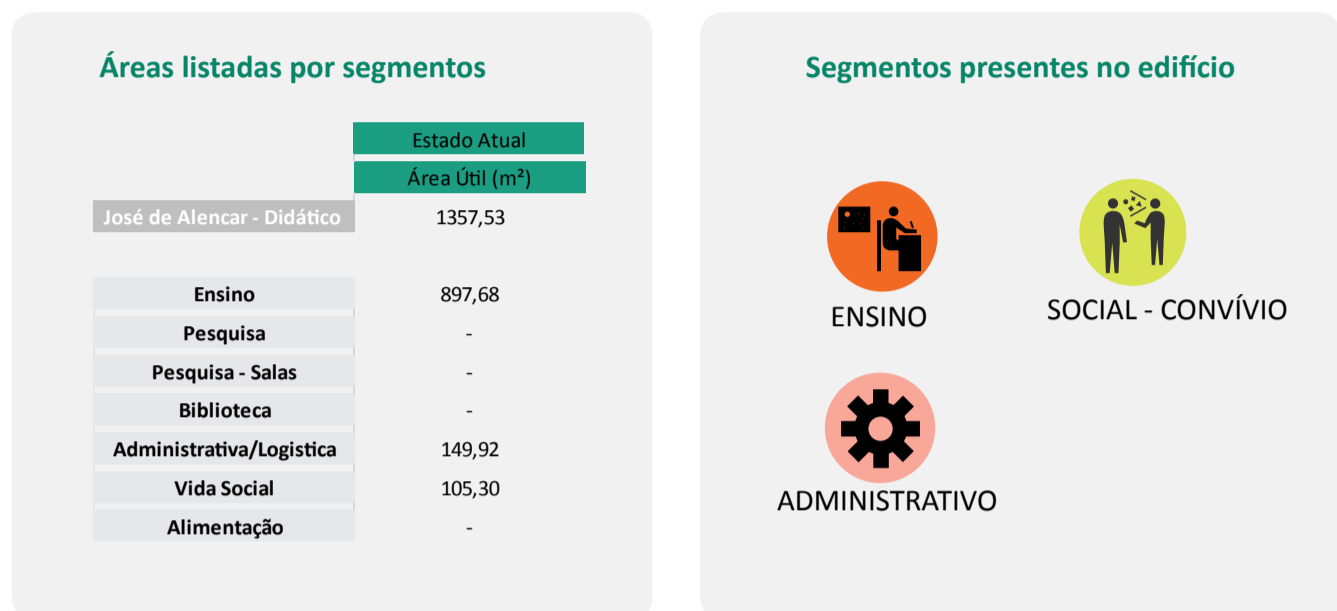 Áreas listadas por segmentos
Estado Atual
Área Útil (m²)
José de Alencar - Didático 1357,53
Ensino 897,68
Pesquisa -
Pesquisa - Salas -
Biblioteca -
Administrativa/Logistica 149,92
Vida Social 105,30
Alimentação -
Segmentos presentes no edifício
ENSINO
SOCIAL - CONVÍVIO
ADMINISTRATIVO